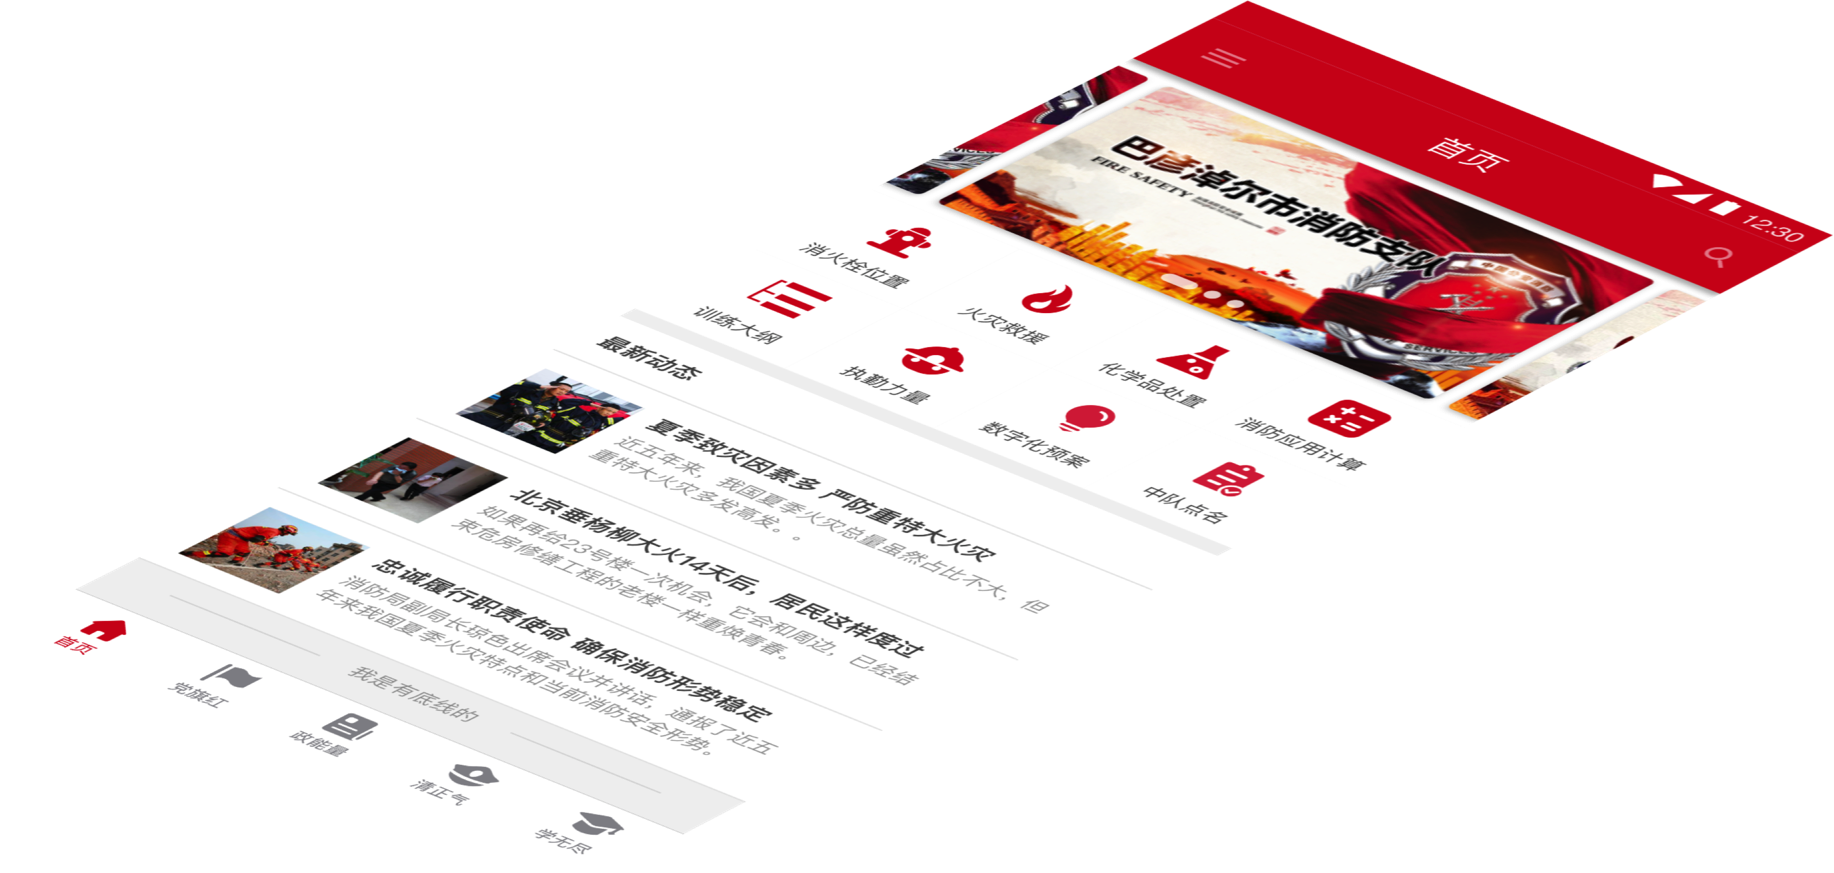 12:30
首页
巴彦淖尔市消防支队
FIRE SAFETY
消火栓位置
火灾救援
化学品处置
消防应用计算
训练大纲
执勤力量
数字化预案
中队点名
最新动态
夏季致灾因素多 严防重特大火灾
近五年来，我国夏季火灾总量虽然占比不大，但
重特大火灾多发高发。。
北京垂杨柳大火14天后，居民这样度过
如果再给23号楼一次机会，它会和周边，已经结
束危房修缮工程的老楼一样重焕青春。
忠诚履行职责使命 确保消防形势稳定
消防局副局长琼色出席会议并讲话，通报了近五
年来我国夏季火灾特点和当前消防安全形势。
我是有底线的
首页
党旗红
政能量
清正气
学无尽